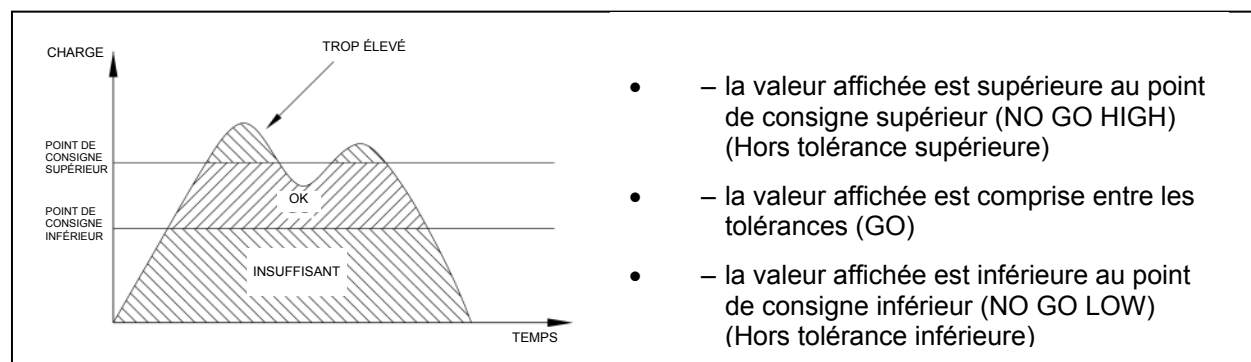 CHARGE
TROP ÉLEVÉ
POINT DE
CONSIGNE
SUPÉRIEUR
OK
POINT DE
CONSIGNE
INFÉRIEUR
INSUFFISANT
TEMPS
• – la valeur affichée est supérieure au point
de consigne supérieur (NO GO HIGH)
(Hors tolérance supérieure)
• – la valeur affichée est comprise entre les
tolérances (GO)
• – la valeur affichée est inférieure au point
de consigne inférieur (NO GO LOW)
(Hors tolérance inférieure)